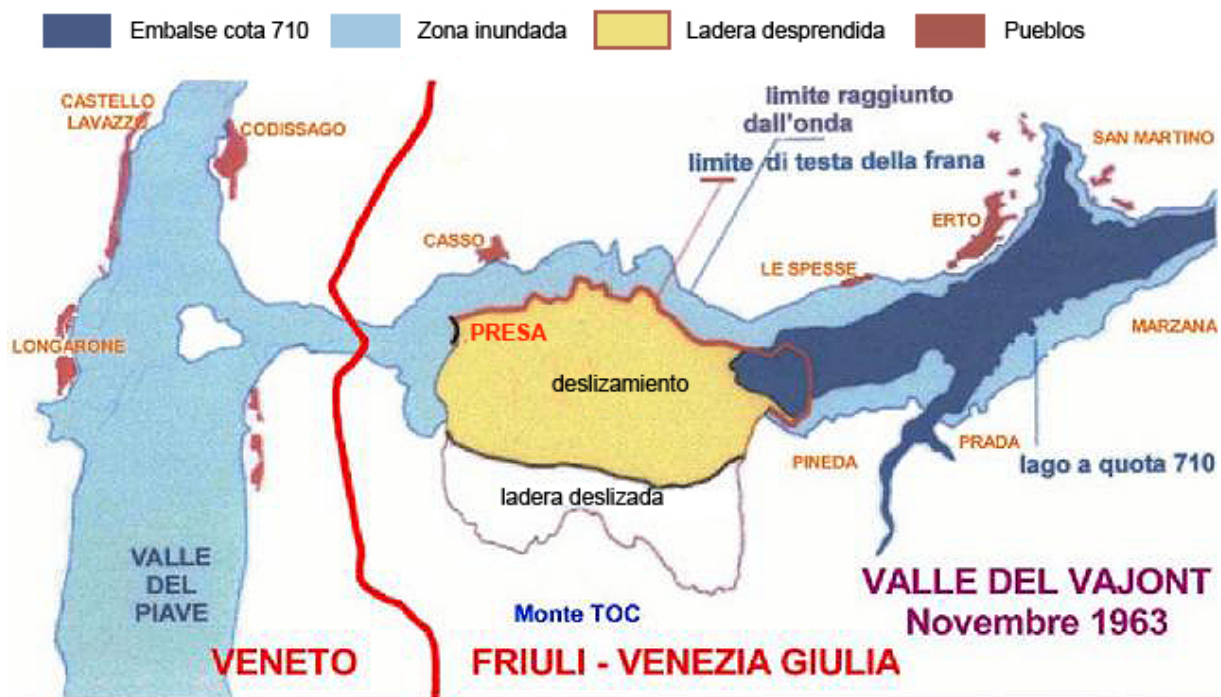 Embalse cota 710
Zona inundada
Ladera desprendida
Pueblos
CASTELLO
LAVAZZO
CODISSAGO
limite raggiunto
dall'onda
limite di testa della frana
SAN MARTINO
ERTO
CASSO
LE SPESSE
LONGARONE
PRESA
MARZANA
deslizamiento
PINEDA
PRADA
lago a quota 710
ladera deslizada
VALLE
DEL
PIAVE
Monte TOC
VALLE DEL VAJONT
Novembre 1963
VENETO
FRIULI - VENEZIA GIULIA